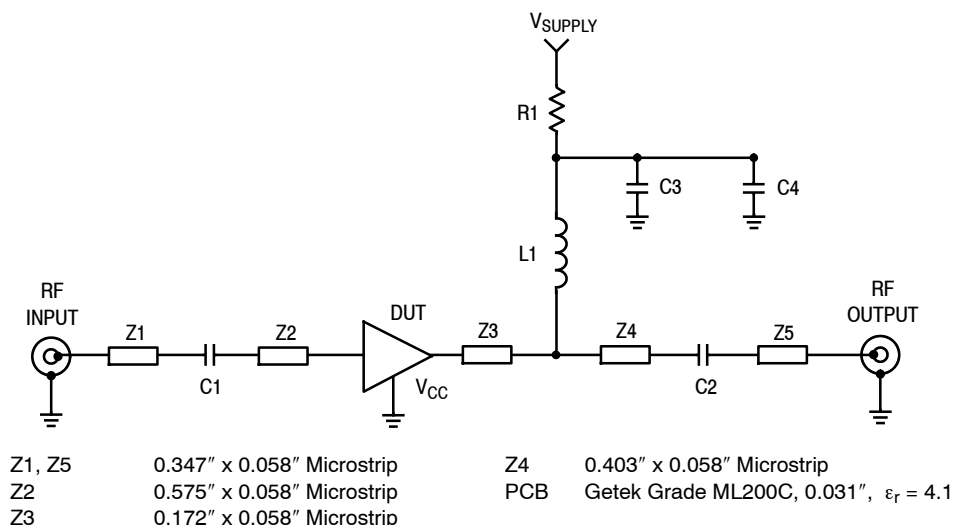 VSUPPLY
R1
C3
C4
L1
RF
INPUT
Z1
C1
Z2
DUT
VCC
Z3
Z4
C2
Z5
RF
OUTPUT
Z1, Z5 0.347″ x 0.058″ Microstrip
Z2 0.575″ x 0.058″ Microstrip
Z3 0.172″ x 0.058″ Microstrip
Z4 0.403″ x 0.058″ Microstrip
PCB Getek Grade ML200C, 0.031″, εr = 4.1